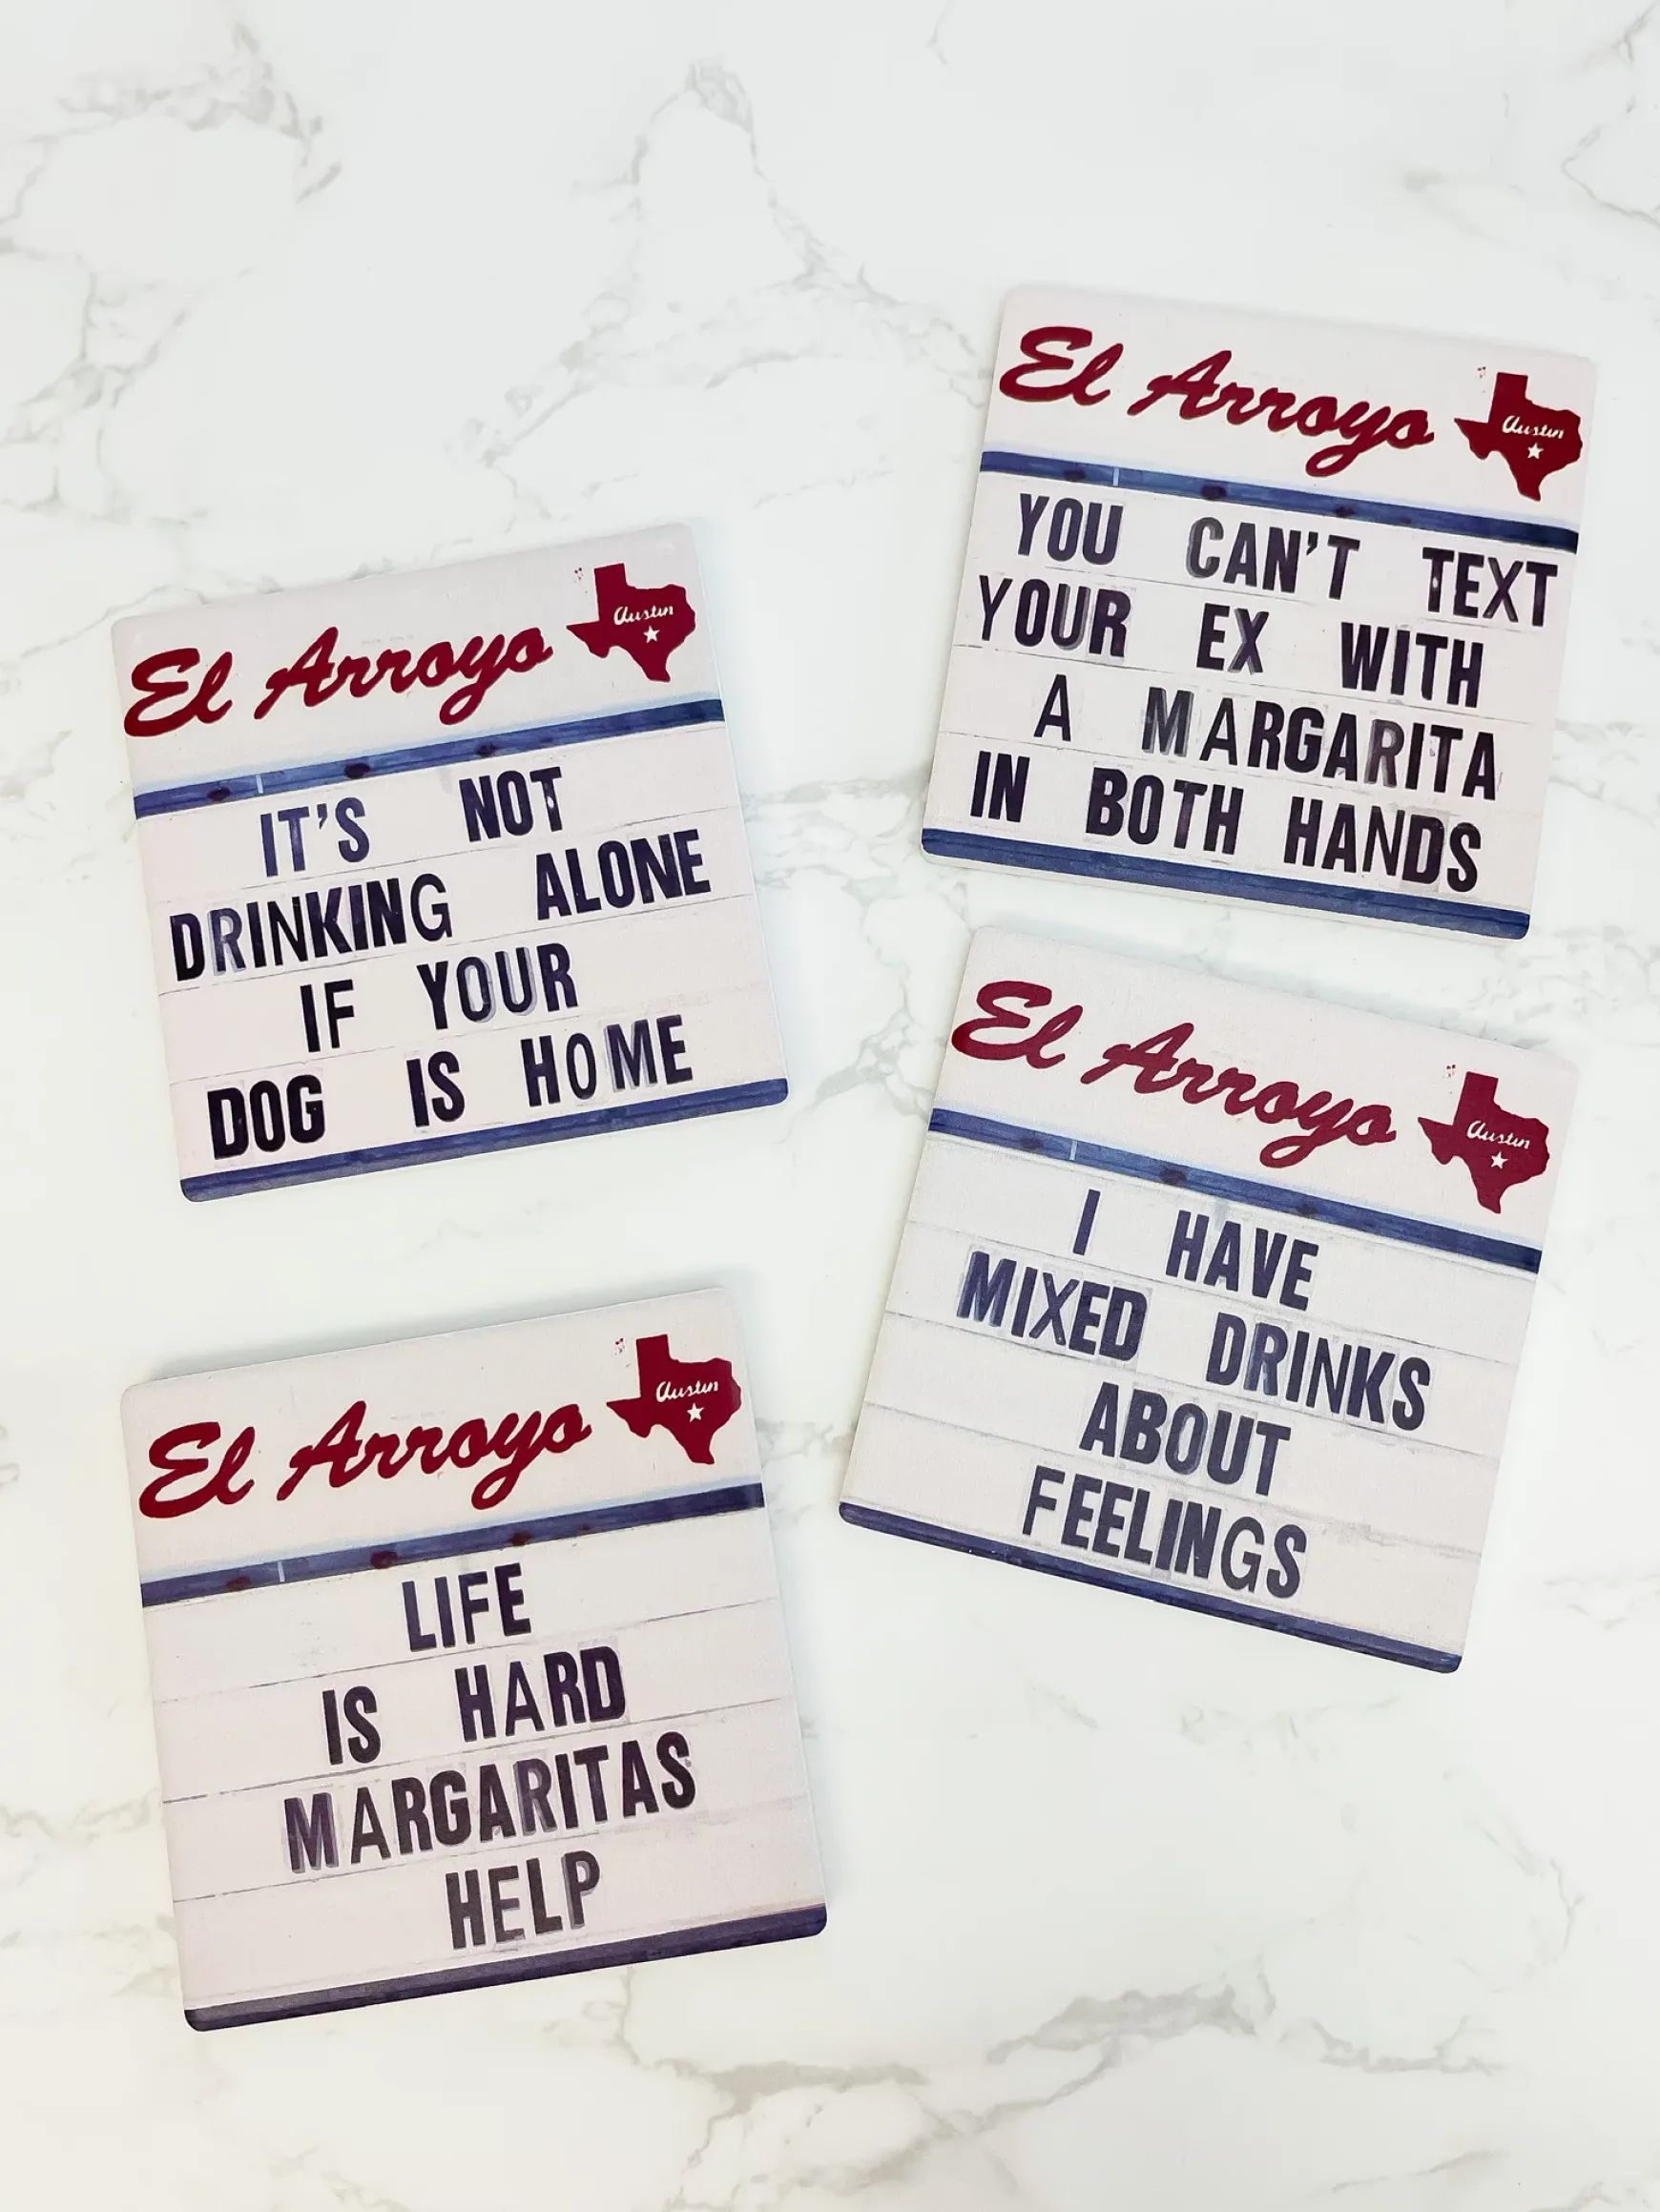 El Arroyo
Austin
IT'S NOT
DRINKING ALONE
IF YOUR
DOG IS HOME
El Arroyo
Austin
YOU CAN'T TEXT
YOUR EX WITH
A MARGARITA
IN BOTH HANDS
El Arroyo
Austin
LIFE
IS HARD
MARGARITAS
HELP
El Arroyo
Austin
I HAVE
MIXED DRINKS
ABOUT
FEELINGS